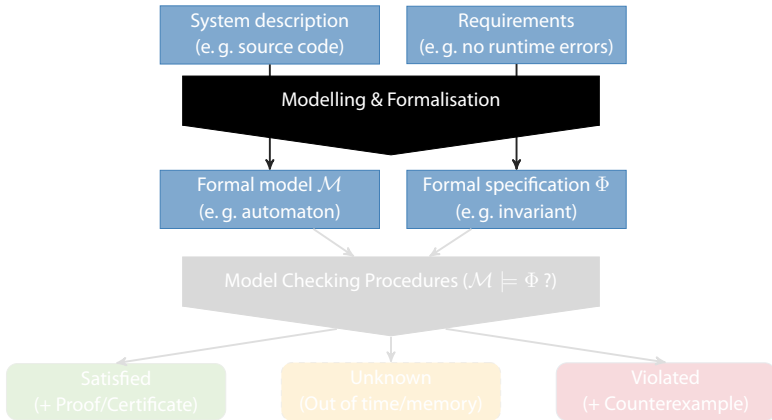 System description
(e. g. source code)
Requirements
(e. g. no runtime errors)
Modelling & Formalisation
Formal model ℳ
(e. g. automaton)
Formal specification Φ
(e. g. invariant)
Model Checking Procedures (ℳ ⊨ Φ ?)
Satisfied
(+ Proof/Certificate)
Unknown
(Out of time/memory)
Violated
(+ Counterexample)